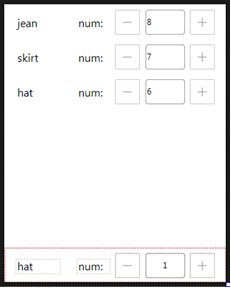 jean num: − 8 +
skirt num: − 7 +
hat num: − 6 +
hat num: − 1 +